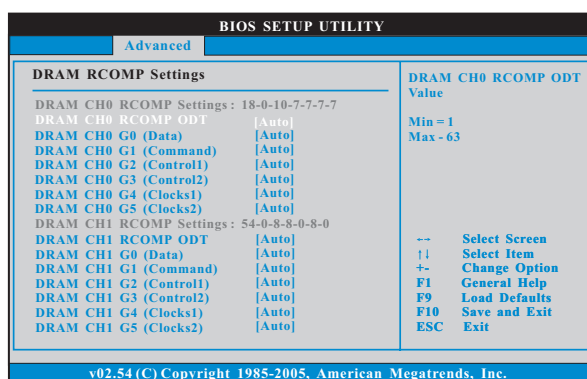 BIOS SETUP UTILITY
Advanced
DRAM RCOMP Settings
DRAM CH0 RCOMP Settings : 18-0-10-7-7-7-7
DRAM CH0 RCOMP ODT [Auto]
DRAM CH0 G0 (Data) [Auto]
DRAM CH0 G1 (Command) [Auto]
DRAM CH0 G2 (Control1) [Auto]
DRAM CH0 G3 (Control2) [Auto]
DRAM CH0 G4 (Clocks1) [Auto]
DRAM CH0 G5 (Clocks2) [Auto]
DRAM CH1 RCOMP Settings : 54-0-8-8-0-8-0
DRAM CH1 RCOMP ODT [Auto]
DRAM CH1 G0 (Data) [Auto]
DRAM CH1 G1 (Command) [Auto]
DRAM CH1 G2 (Control1) [Auto]
DRAM CH1 G3 (Control2) [Auto]
DRAM CH1 G4 (Clocks1) [Auto]
DRAM CH1 G5 (Clocks2) [Auto]
DRAM CH0 RCOMP ODT
Value
Min = 1
Max - 63
←→ Select Screen
↑↓ Select Item
+- Change Option
F1 General Help
F9 Load Defaults
F10 Save and Exit
ESC Exit
v02.54 (C) Copyright 1985-2005, American Megatrends, Inc.